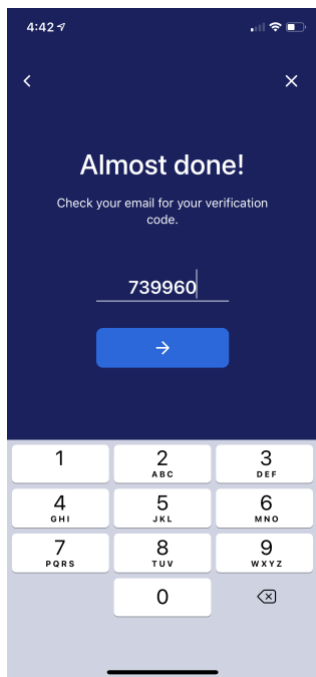 4:42
Almost done!
Check your email for your verification
code.
739960
1
2
ABC
3
DEF
4
GHI
5
JKL
6
MNO
7
PQRS
8
TUV
9
WXYZ
0